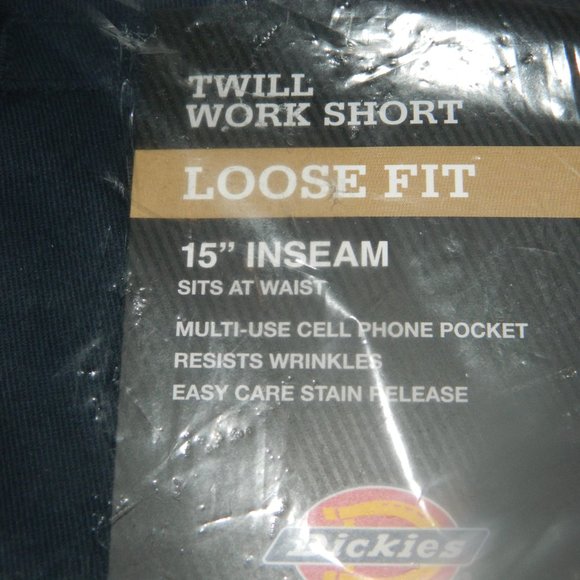 TWILL
WORK SHORT
LOOSE FIT
15” INSEAM
SITS AT WAIST
MULTI-USE CELL PHONE POCKET
RESISTS WRINKLES
EASY CARE STAIN RELEASE
Dickies